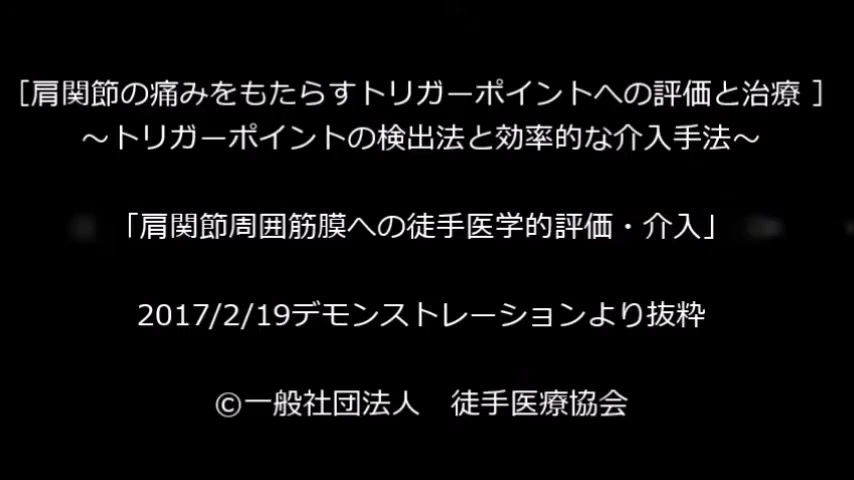 [肩関節の痛みをもたらすトリガーポイントへの評価と治療 ]
～トリガーポイントの検出法と効率的な介入手法～
「肩関節周囲筋膜への徒手医学的評価・介入」
2017/2/19デモンストレーションより抜粋
©一般社団法人　徒手医療協会